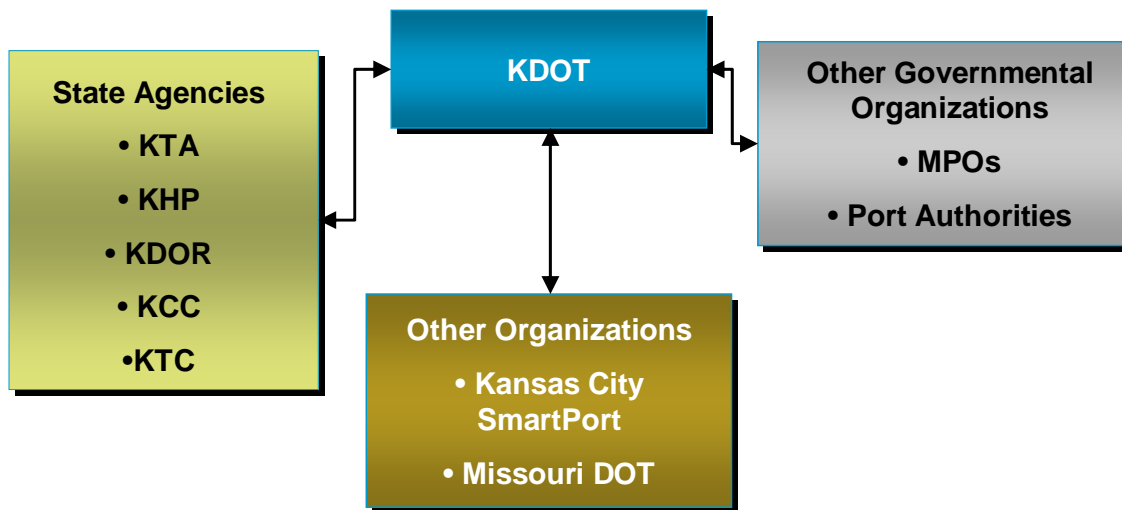 KDOT
State Agencies
• KTA
• KHP
• KDOR
• KCC
•KTC
Other Governmental
Organizations
• MPOs
• Port Authorities
Other Organizations
• Kansas City
SmartPort
• Missouri DOT